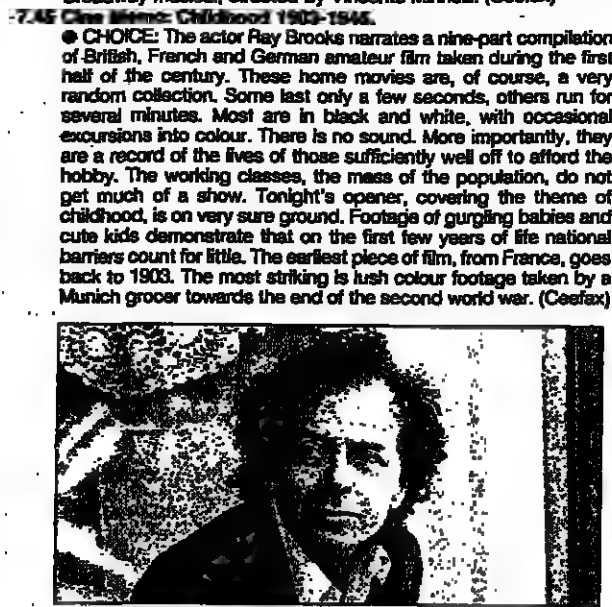 Broadway musical, directed by Vincente Minnelli. (Ceefax)
-7.45 Cine Memo: Childhood 1903-1945.
● CHOICE: The actor Ray Brooks narrates a nine-part compilation
of British, French and German amateur film taken during the first
half of the century. These home movies are, of course, a very
random collection. Some last only a few seconds, others run for
several minutes. Most are in black and white, with occasional
excursions into colour. There is no sound. More importantly, they
are a record of the lives of those sufficiently well off to afford the
hobby. The working classes, the mass of the population, do not
get much of a show. Tonight's opener, covering the theme of
childhood, is on very sure ground. Footage of gurgling babies and
cute kids demonstrate that on the first few years of life national
barriers count for little. The earliest piece of film, from France, goes
back to 1903. The most striking is lush colour footage taken by a
Munich grocer towards the end of the second world war. (Ceefax)